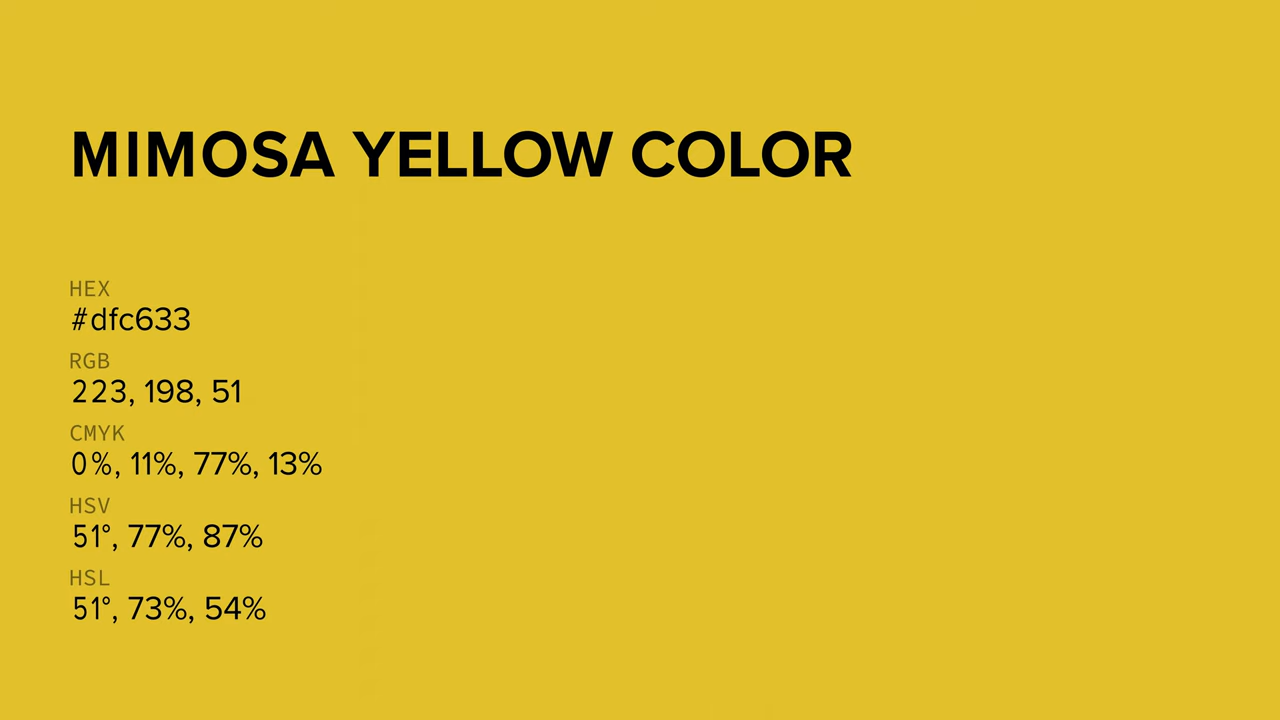 MIMOSA YELLOW COLOR
HEX
#dfc633
RGB
223, 198, 51
CMYK
0%, 11%, 77%, 13%
HSV
51°, 77%, 87%
HSL
51°, 73%, 54%